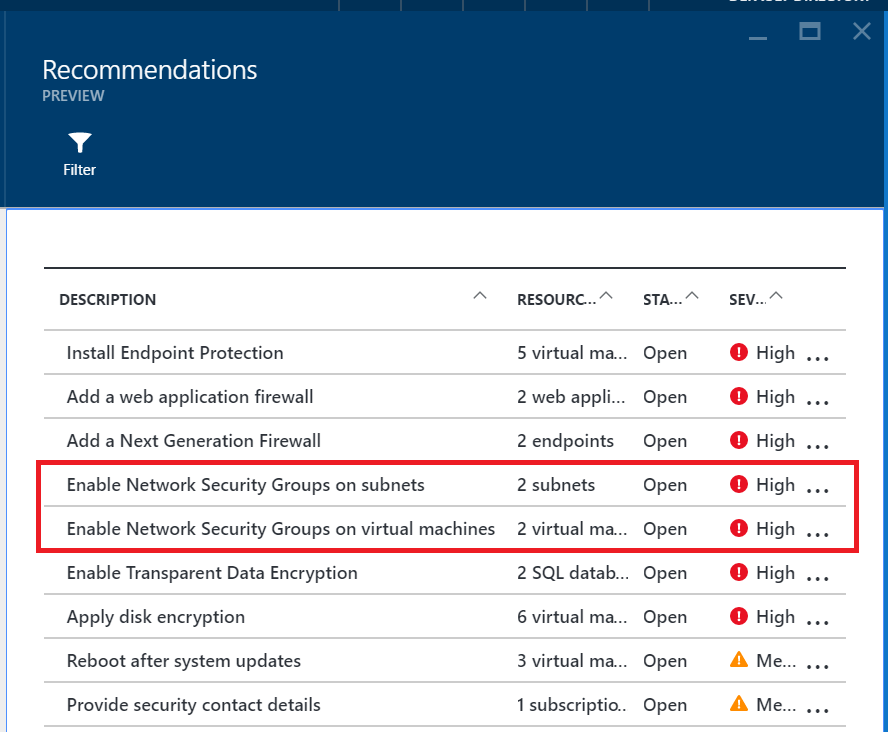 Recommendations
PREVIEW
Filter
DESCRIPTION RESOURC... STA... SEV...
Install Endpoint Protection 5 virtual ma... Open High ...
Add a web application firewall 2 web appli... Open High ...
Add a Next Generation Firewall 2 endpoints Open High ...
Enable Network Security Groups on subnets 2 subnets Open High ...
Enable Network Security Groups on virtual machines 2 virtual ma... Open High ...
Enable Transparent Data Encryption 2 SQL datab... Open High ...
Apply disk encryption 6 virtual ma... Open High ...
Reboot after system updates 3 virtual ma... Open Me... ...
Provide security contact details 1 subscriptio.. Open Me... ...